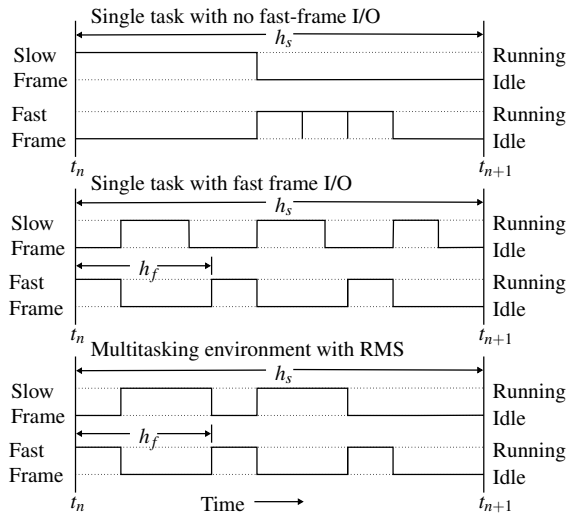 Single task with no fast-frame I/O
h_s
Slow Running
Frame Idle
Fast Running
Frame Idle
t_n t_{n+1}
Single task with fast frame I/O
h_s
Slow Running
Frame Idle
Fast h_f Running
Frame Idle
t_n t_{n+1}
Multitasking environment with RMS
h_s
Slow Running
Frame Idle
Fast h_f Running
Frame Idle
t_n Time t_{n+1}